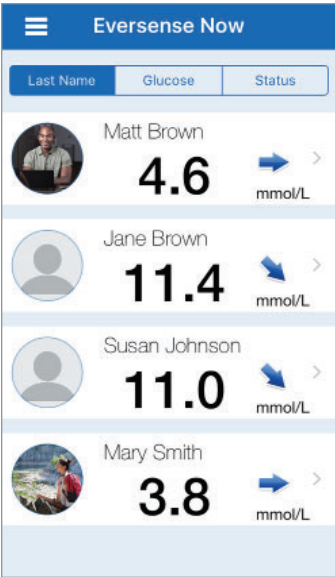 Eversense Now
Last Name Glucose Status
Matt Brown
4.6
mmol/L
Jane Brown
11.4
mmol/L
Susan Johnson
11.0
mmol/L
Mary Smith
3.8
mmol/L